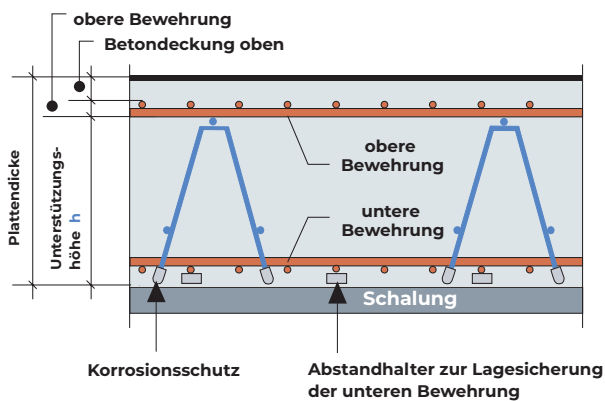 obere Bewehrung
Betondeckung oben
Plattendicke
Unterstützungs-
höhe h
obere
Bewehrung
untere
Bewehrung
Schalung
Korrosionsschutz
Abstandhalter zur Lagesicherung
der unteren Bewehrung